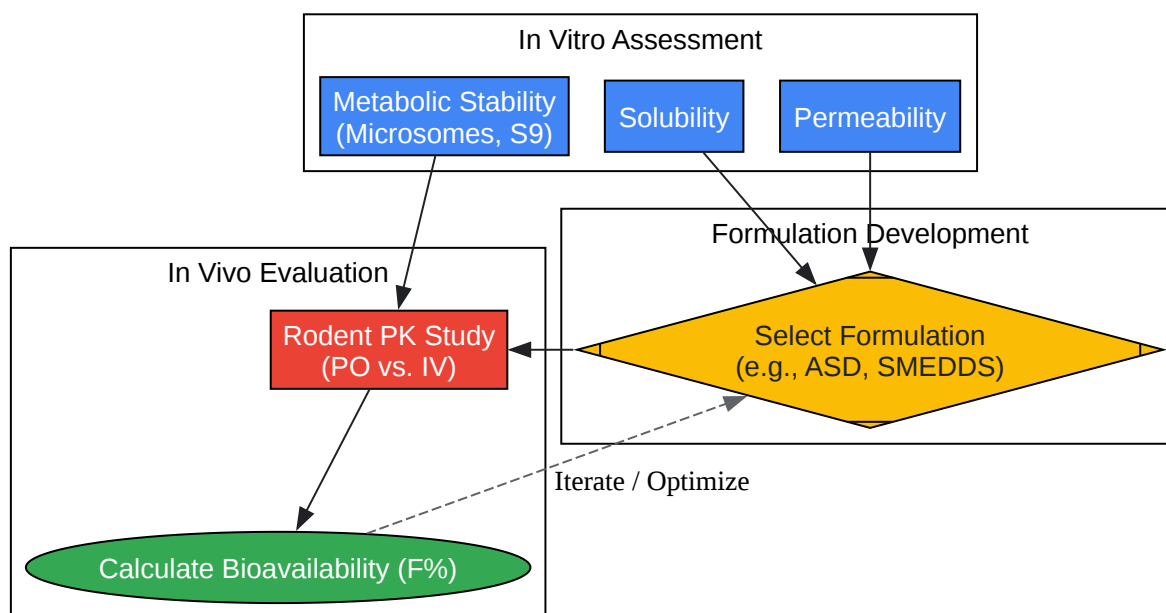 In Vitro Assessment
Metabolic Stability
(Microsomes, S9)
Solubility
Permeability
Formulation Development
In Vivo Evaluation
Rodent PK Study
(PO vs. IV)
Select Formulation
(e.g., ASD, SMEDDS)
Iterate / Optimize
Calculate Bioavailability (F%)